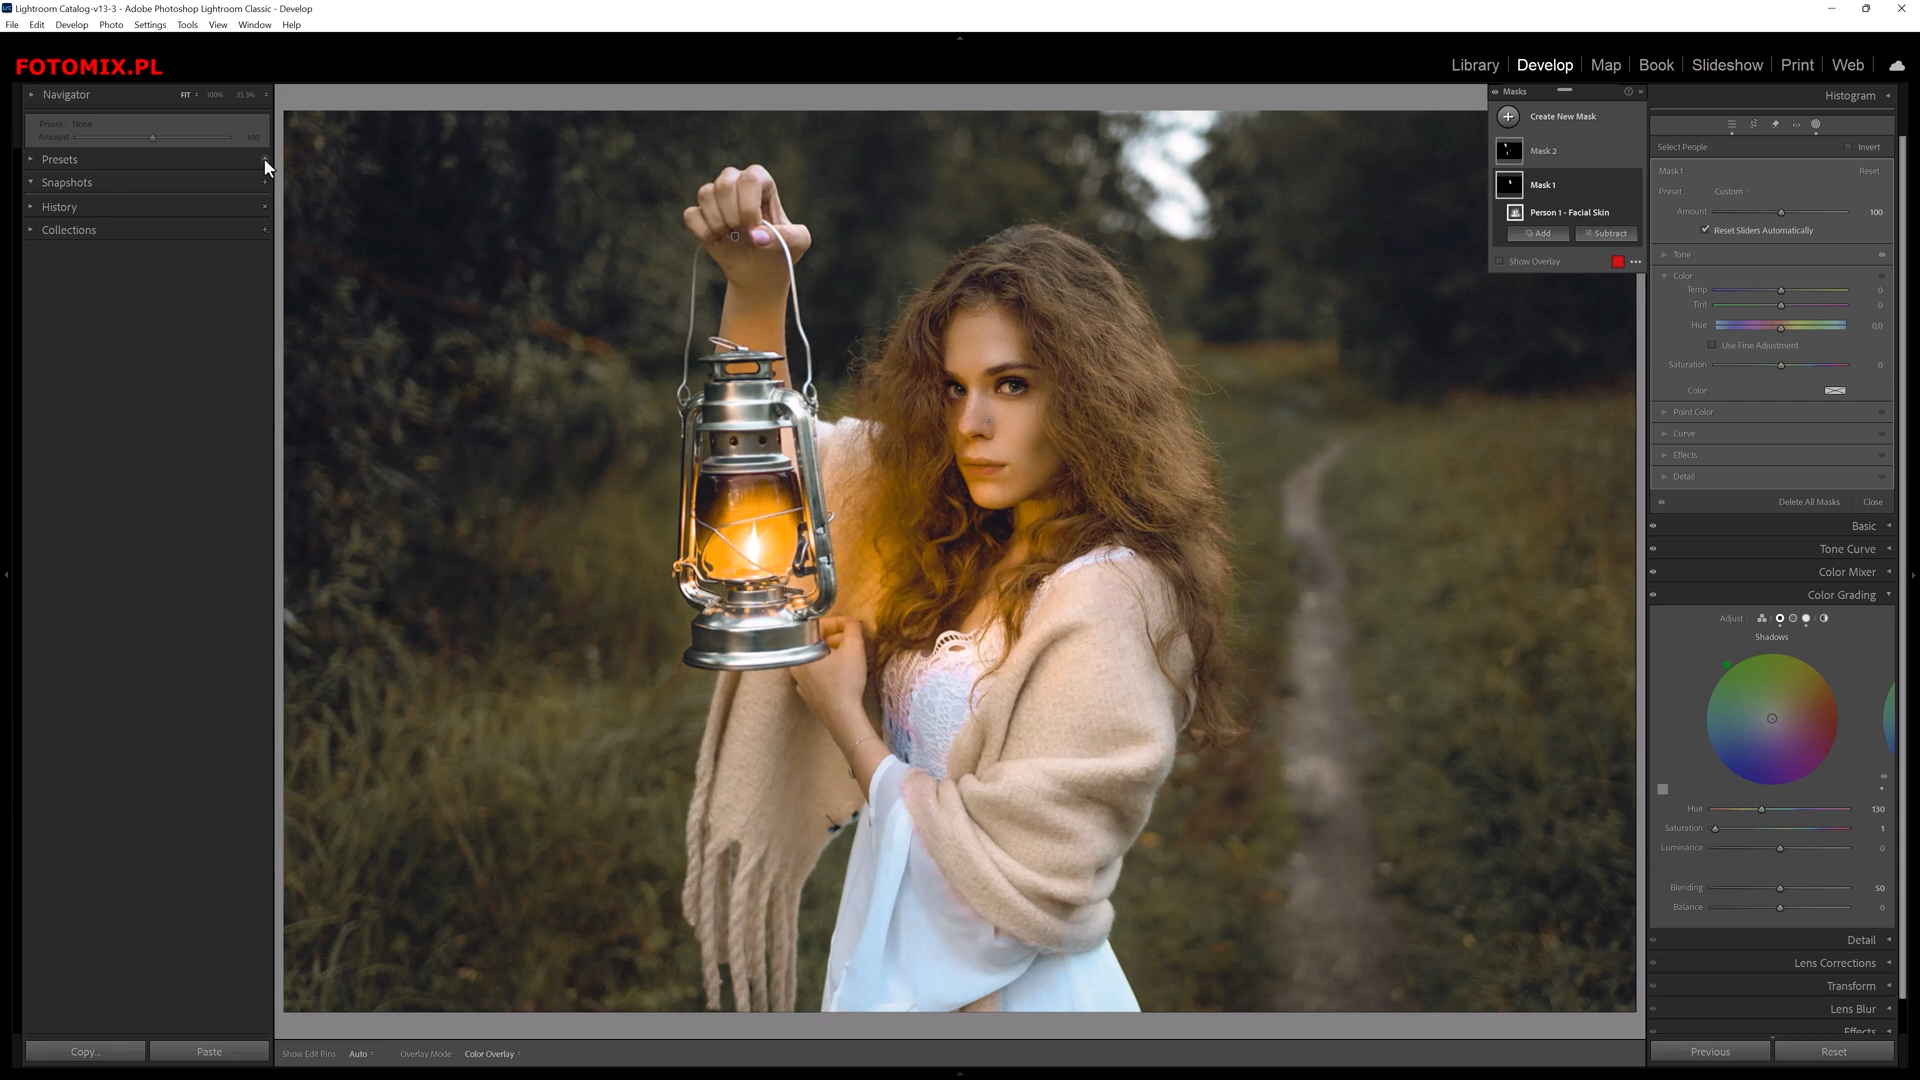 Lightroom Catalog-v13-3 - Adobe Photoshop Lightroom Classic - Develop
File Edit Develop Photo Settings Tools View Window Help
FOTOMIX.PL
Library Develop Map Book Slideshow Print Web
Navigator FIT 100% 33.3%
Preset: None
Amount 100
Presets
Snapshots
History
Collections
Copy... Paste
Show Edit Pins Auto Overlay Mode Color Overlay
Masks
Create New Mask
Mask 2
Mask 1
Person 1 - Facial Skin
Add Subtract
Show Overlay
Histogram
Select People Invert
Mask 1 Reset
Preset: Custom
Amount 100
Reset Sliders Automatically
Tone
Color
Temp 0
Tint 0
Hue 0,0
Use Fine Adjustment
Saturation 0
Color
Point Color
Curve
Effects
Detail
Delete All Masks Close
Basic
Tone Curve
Color Mixer
Color Grading
Adjust :
Shadows
Hue 130
Saturation 1
Luminance 0
Blending 50
Balance 0
Detail
Lens Corrections
Transform
Lens Blur
Effects
Previous Reset